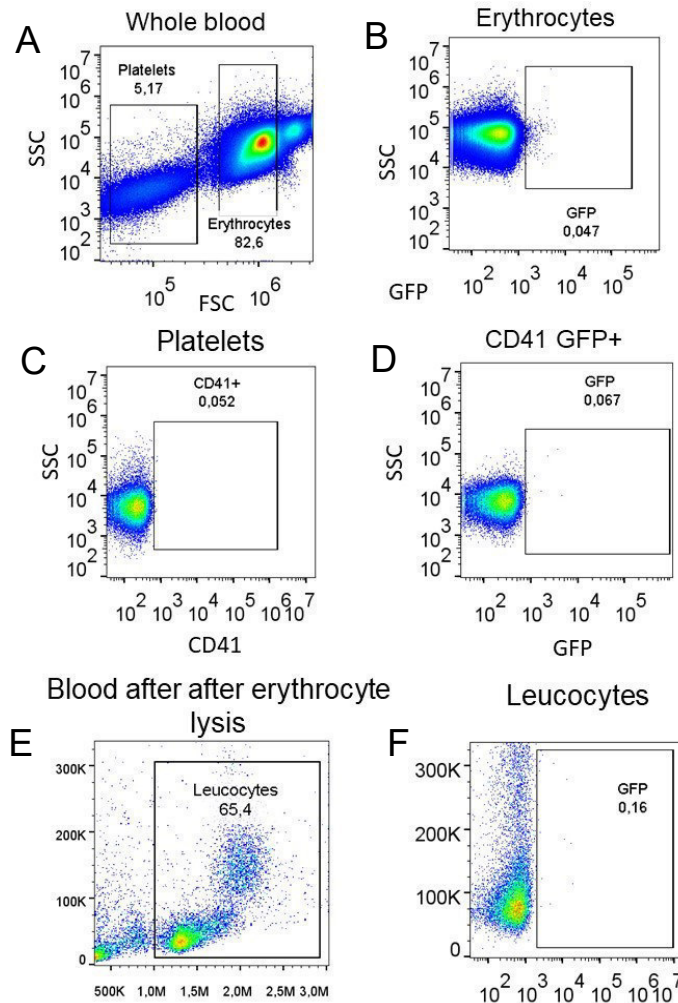 A
Whole blood
Platelets
5,17
Erythrocytes
82,6
SSC
10^7
10^6
10^5
10^4
10^3
10^2
10^5
10^6
FSC
B
Erythrocytes
GFP
0,047
SSC
10^7
10^6
10^5
10^4
10^3
10^2
10^2
10^3
10^4
10^5
GFP
C
Platelets
CD41+
0,052
SSC
10^7
10^6
10^5
10^4
10^3
10^2
10^2
10^3
10^4
10^5
10^6
10^7
CD41
D
CD41 GFP+
GFP
0,067
SSC
10^7
10^6
10^5
10^4
10^3
10^2
10^2
10^3
10^4
10^5
GFP
Blood after after erythrocyte
lysis
E
Leucocytes
65,4
300K
200K
100K
0
500K
1,0M
1,5M
2,0M
2,5M
3,0M
Leucocytes
F
GFP
0,16
300K
200K
100K
0
10^2
10^3
10^4
10^5
10^6
10^7